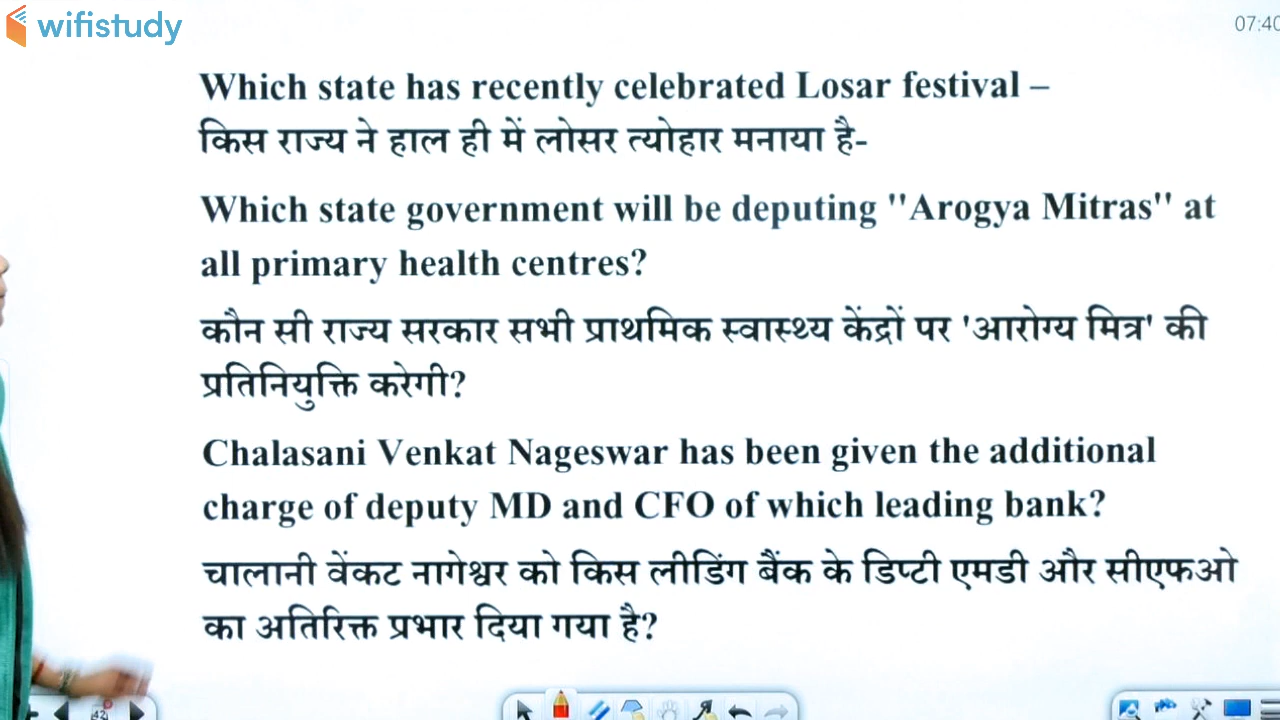 wifistudy
07:40
Which state has recently celebrated Losar festival –
किस राज्य ने हाल ही में लोसर त्योहार मनाया है-
Which state government will be deputing "Arogya Mitras" at
all primary health centres?
कौन सी राज्य सरकार सभी प्राथमिक स्वास्थ्य केंद्रों पर 'आरोग्य मित्र' की
प्रतिनियुक्ति करेगी?
Chalasani Venkat Nageswar has been given the additional
charge of deputy MD and CFO of which leading bank?
चालानी वेंकट नागेश्वर को किस लीडिंग बैंक के डिप्टी एमडी और सीएफओ
का अतिरिक्त प्रभार दिया गया है?
42